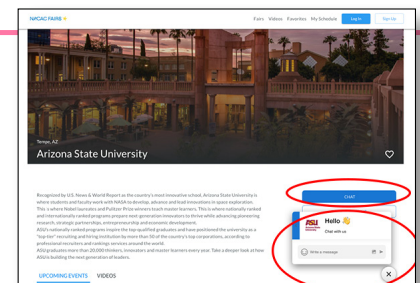 NACAC FAIRS
Fairs Videos Favorites My Schedule Log In Sign Up
Tempe, AZ
Arizona State University
Recognized by U.S. News & World Report as the country's most innovative school, Arizona State University is
where students and faculty work with NASA to develop, advance and lead innovations in space exploration.
This is where Nobel laureates and Pulitzer Prize winners teach master learners. This is where nationally ranked
and internationally ranked programs prepare next generation innovators to thrive while advancing pioneering
research, strategic partnerships, entrepreneurship and economic development.
ASU's nationally ranked programs inspire the top qualified graduates and have positioned the university as a
"top-tier" recruiting and hiring institution by more than 50 of the country's top corporations, according to
professional recruiters and rankings services around the world.
ASU graduates more than 20,000 thinkers, innovators and master learners every year. Take a deeper look at how
ASU is building the next generation of leaders.
CHAT
ASU
Hello
Chat with us
Write a message.
UPCOMING EVENTS VIDEOS